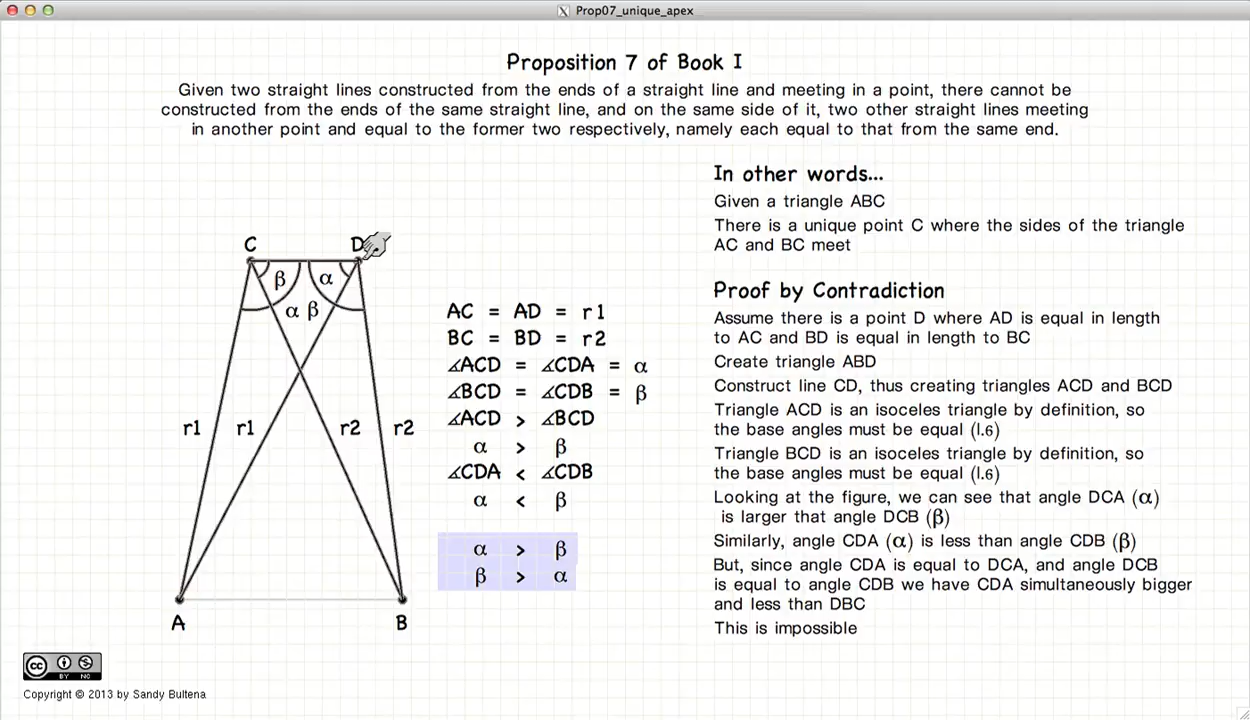 Prop07_unique_apex
Proposition 7 of Book I
Given two straight lines constructed from the ends of a straight line and meeting in a point, there cannot be
constructed from the ends of the same straight line, and on the same side of it, two other straight lines meeting
in another point and equal to the former two respectively, namely each equal to that from the same end.
In other words...
Given a triangle ABC
There is a unique point C where the sides of the triangle
AC and BC meet
Proof by Contradiction
Assume there is a point D where AD is equal in length
to AC and BD is equal in length to BC
Create triangle ABD
Construct line CD, thus creating triangles ACD and BCD
Triangle ACD is an isoceles triangle by definition, so
the base angles must be equal (I.6)
Triangle BCD is an isoceles triangle by definition, so
the base angles must be equal (I.6)
Looking at the figure, we can see that angle DCA (α)
is larger that angle DCB (β)
Similarly, angle CDA (α) is less than angle CDB (β)
But, since angle CDA is equal to DCA, and angle DCB
is equal to angle CDB we have CDA simultaneously bigger
and less than DBC
This is impossible
C D
β α
α β
r1 r1 r2 r2
A B
AC = AD = r1
BC = BD = r2
∡ACD = ∡CDA = α
∡BCD = ∡CDB = β
∡ACD > ∡BCD
α > β
∡CDA < ∡CDB
α < β
α > β
β > α
cc BY NC
Copyright © 2013 by Sandy Bultena